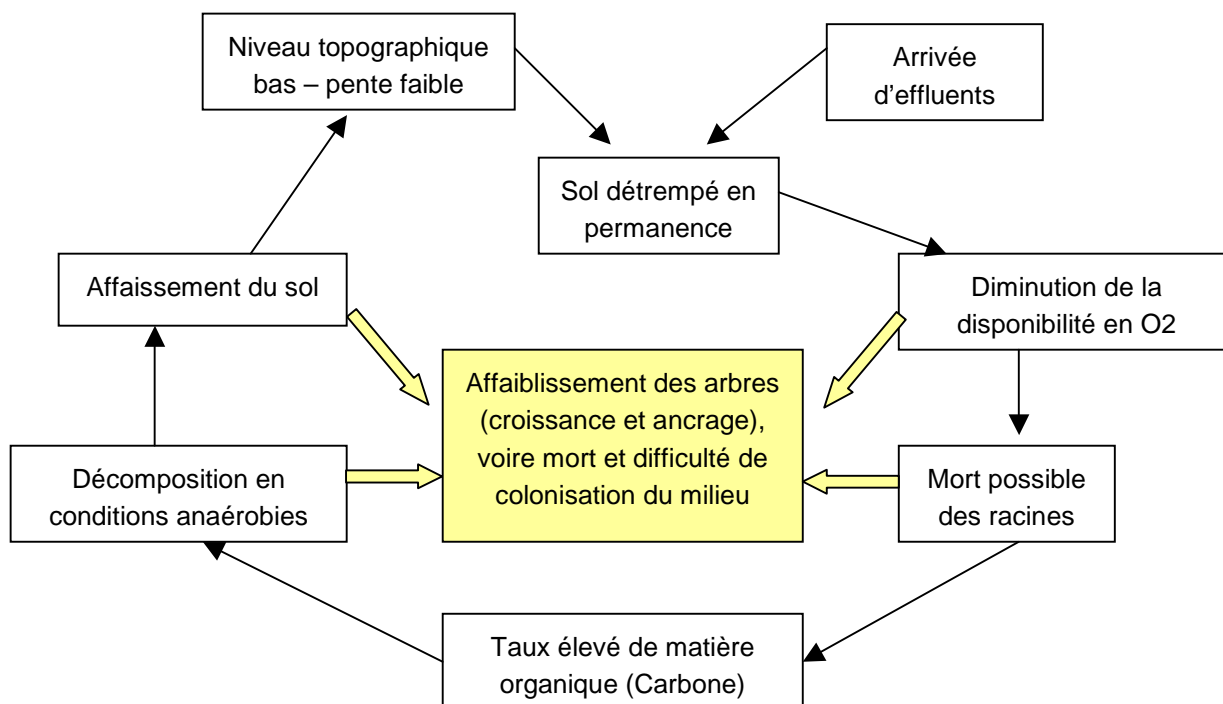 Niveau topographique
bas – pente faible
Arrivée
d'effluents
Sol détrempé en
permanence
Affaissement du sol
Diminution de la
disponibilité en O2
Affaiblissement des arbres
(croissance et ancrage),
voire mort et difficulté de
colonisation du milieu
Décomposition en
conditions anaérobies
Mort possible
des racines
Taux élevé de matière
organique (Carbone)